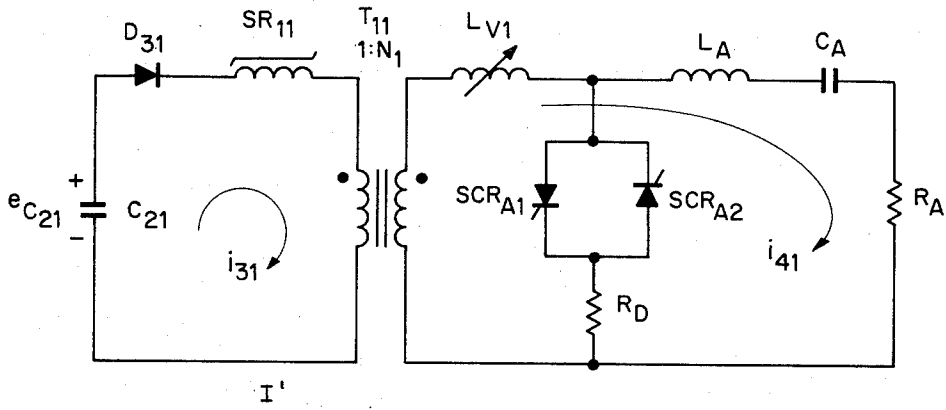 D31
SR11
T11
1:N1
LV1
LA
CA
+
eC21
-
C21
i31
SCRA1
SCRA2
RA
i41
RD
I'